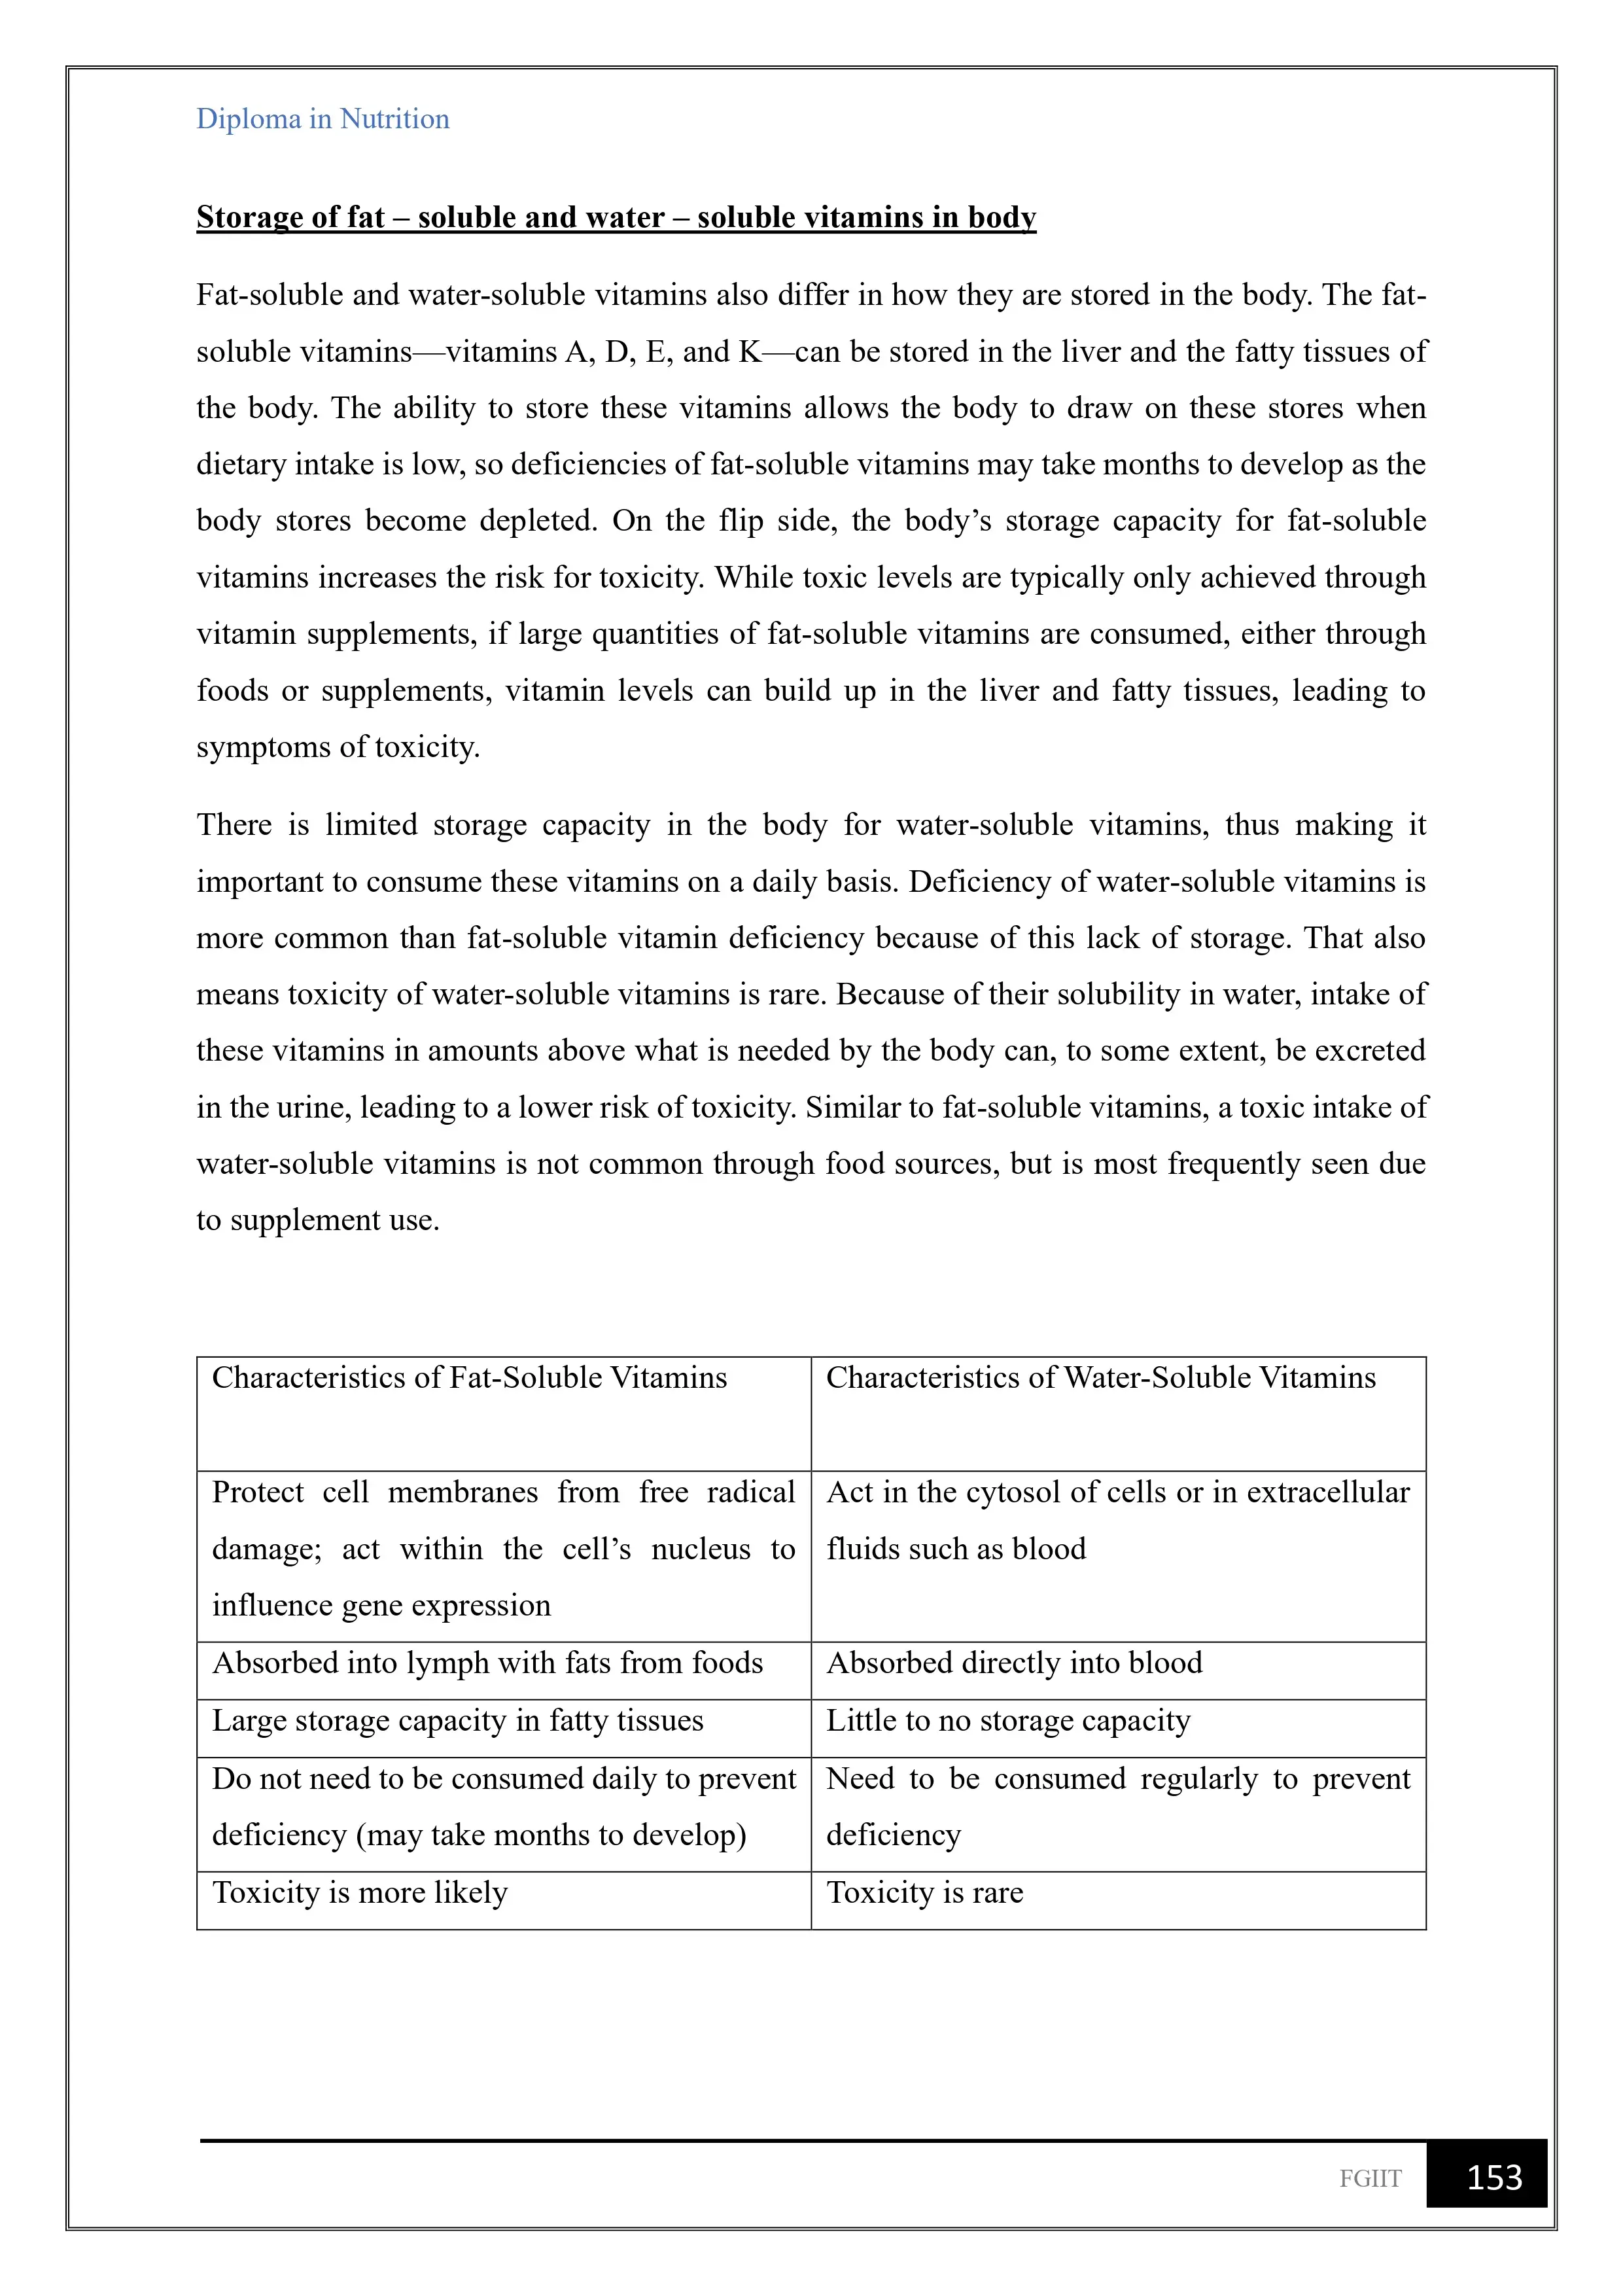 Diploma in Nutrition
Storage of fat – soluble and water – soluble vitamins in body
Fat-soluble and water-soluble vitamins also differ in how they are stored in the body. The fat-
soluble vitamins—vitamins A, D, E, and K—can be stored in the liver and the fatty tissues of
the body. The ability to store these vitamins allows the body to draw on these stores when
dietary intake is low, so deficiencies of fat-soluble vitamins may take months to develop as the
body stores become depleted. On the flip side, the body’s storage capacity for fat-soluble
vitamins increases the risk for toxicity. While toxic levels are typically only achieved through
vitamin supplements, if large quantities of fat-soluble vitamins are consumed, either through
foods or supplements, vitamin levels can build up in the liver and fatty tissues, leading to
symptoms of toxicity.
There is limited storage capacity in the body for water-soluble vitamins, thus making it
important to consume these vitamins on a daily basis. Deficiency of water-soluble vitamins is
more common than fat-soluble vitamin deficiency because of this lack of storage. That also
means toxicity of water-soluble vitamins is rare. Because of their solubility in water, intake of
these vitamins in amounts above what is needed by the body can, to some extent, be excreted
in the urine, leading to a lower risk of toxicity. Similar to fat-soluble vitamins, a toxic intake of
water-soluble vitamins is not common through food sources, but is most frequently seen due
to supplement use.
Characteristics of Fat-Soluble Vitamins
Characteristics of Water-Soluble Vitamins
Protect cell membranes from free radical
damage; act within the cell’s nucleus to
influence gene expression
Act in the cytosol of cells or in extracellular
fluids such as blood
Absorbed into lymph with fats from foods
Absorbed directly into blood
Large storage capacity in fatty tissues
Little to no storage capacity
Do not need to be consumed daily to prevent
deficiency (may take months to develop)
Need to be consumed regularly to prevent
deficiency
Toxicity is more likely
Toxicity is rare
FGIIT
153